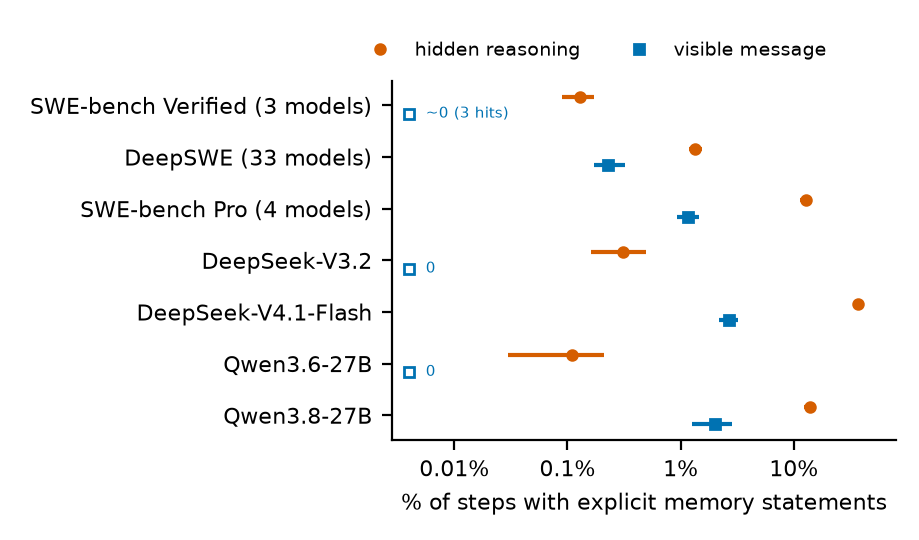 hidden reasoning
visible message
SWE-bench Verified (3 models)
~0 (3 hits)
DeepSWE (33 models)
SWE-bench Pro (4 models)
DeepSeek-V3.2
0
DeepSeek-V4.1-Flash
Qwen3.6-27B
0
Qwen3.8-27B
0.01%
0.1%
1%
10%
% of steps with explicit memory statements